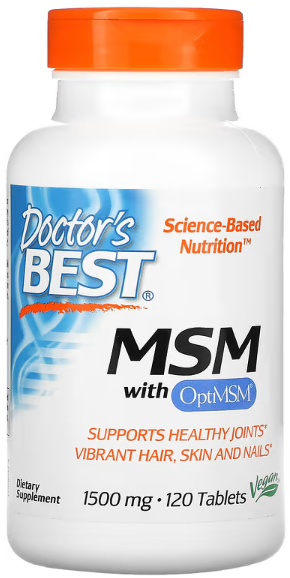 Doctor's
BEST®
Science-Based
Nutrition™
MSM
with OptiMSM®
SUPPORTS HEALTHY JOINTS*
VIBRANT HAIR, SKIN AND NAILS*
Dietary
Supplement
1500 mg • 120 Tablets
Vegan